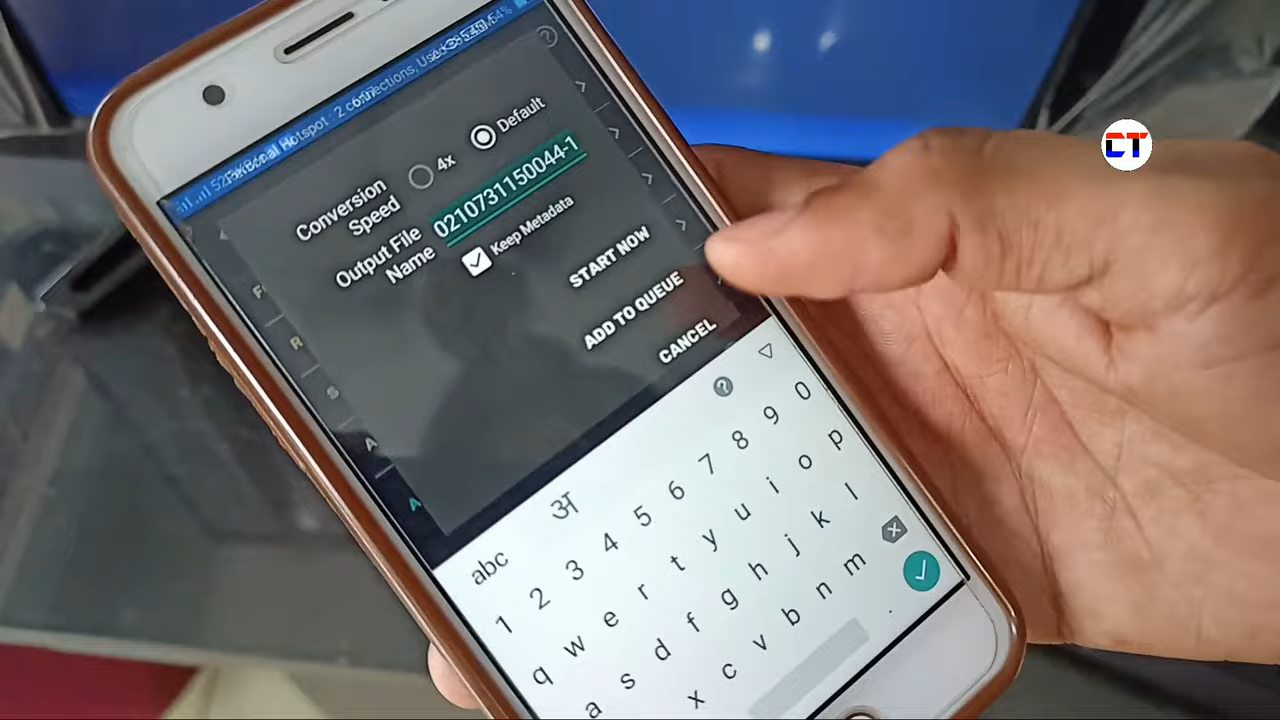 Conversion Speed
4x
Default
Output File Name
0210731150044-1
Keep Metadata
START NOW
ADD TO QUEUE
CANCEL
abc अ
1 2 3 4 5 6 7 8 9 0
q w e r t y u i o p
a s d f g h j k l
x c v b n m .
CT